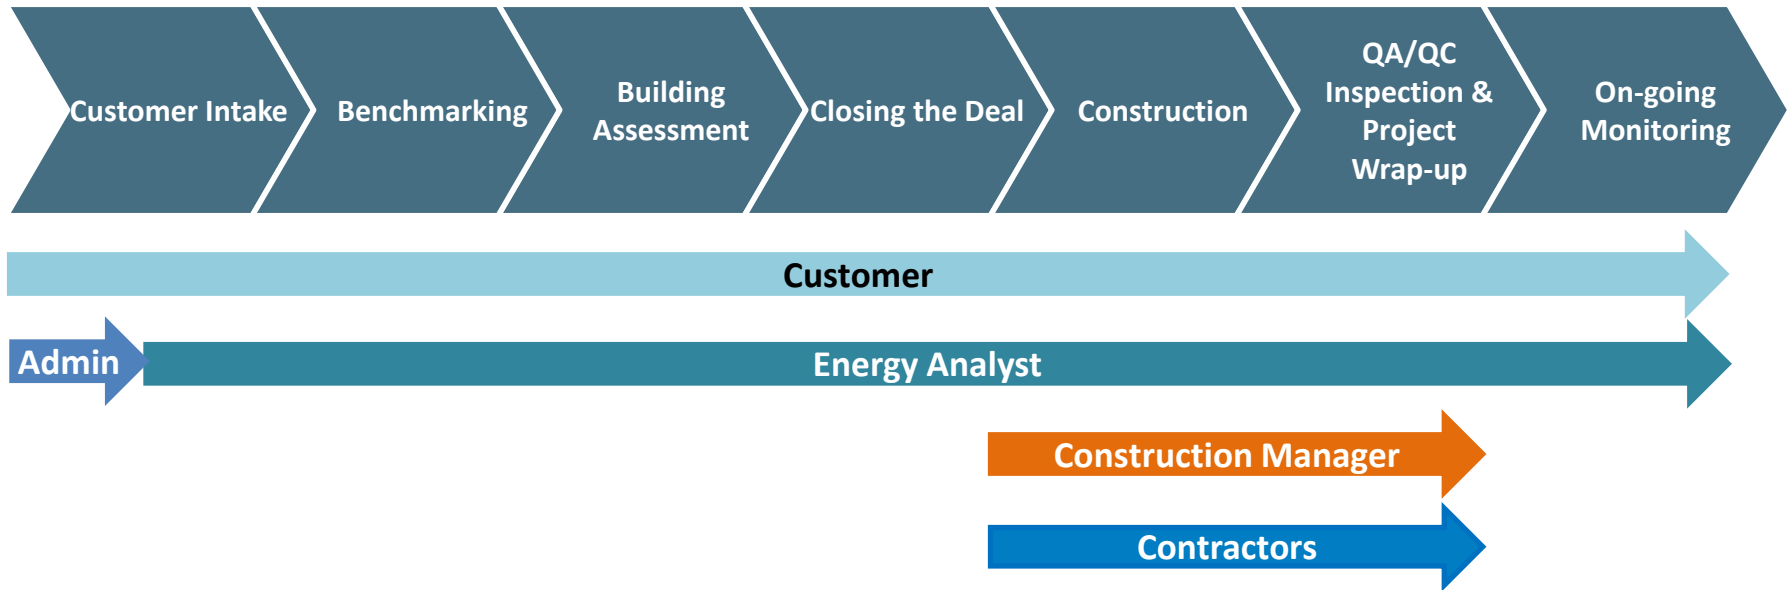 Customer Intake
Benchmarking
Building
Assessment
Closing the Deal
Construction
QA/QC
Inspection &
Project
Wrap-up
On-going
Monitoring
Customer
Admin
Energy Analyst
Construction Manager
Contractors